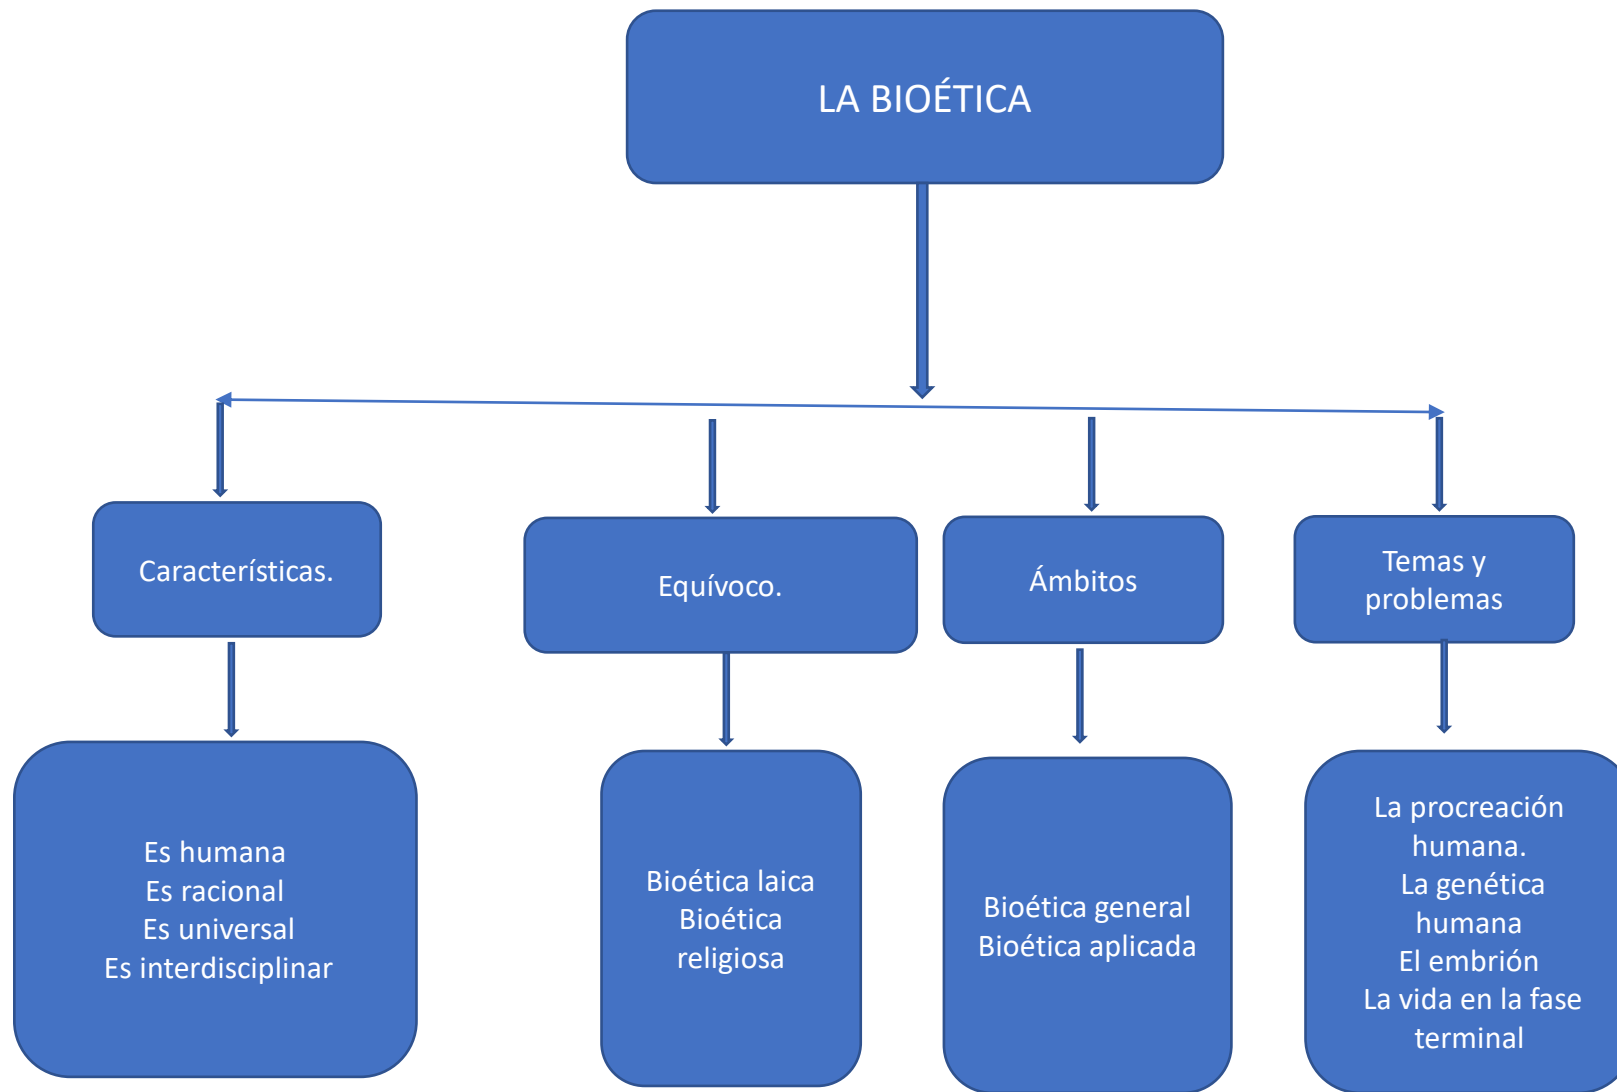 LA BIOÉTICA
Característicаs.
Equívoco.
Ámbitos
Temas y
problemas
Es humana
Es racional
Es universal
Es interdisciplinar
Bioética laica
Bioética
religiosa
Bioética general
Bioética aplicada
La procreación
humana.
La genética
humana
El embrión
La vida en la fase
terminal